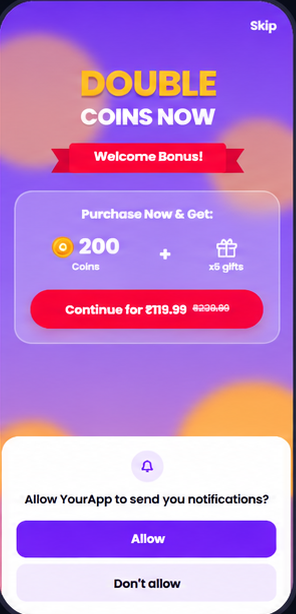 Skip
DOUBLE
COINS NOW
Welcome Bonus!
Purchase Now & Get:
200
Coins
+
x5 gifts
Continue for ₴119.99 ₴239.99
Allow YourApp to send you notifications?
Allow
Don't allow